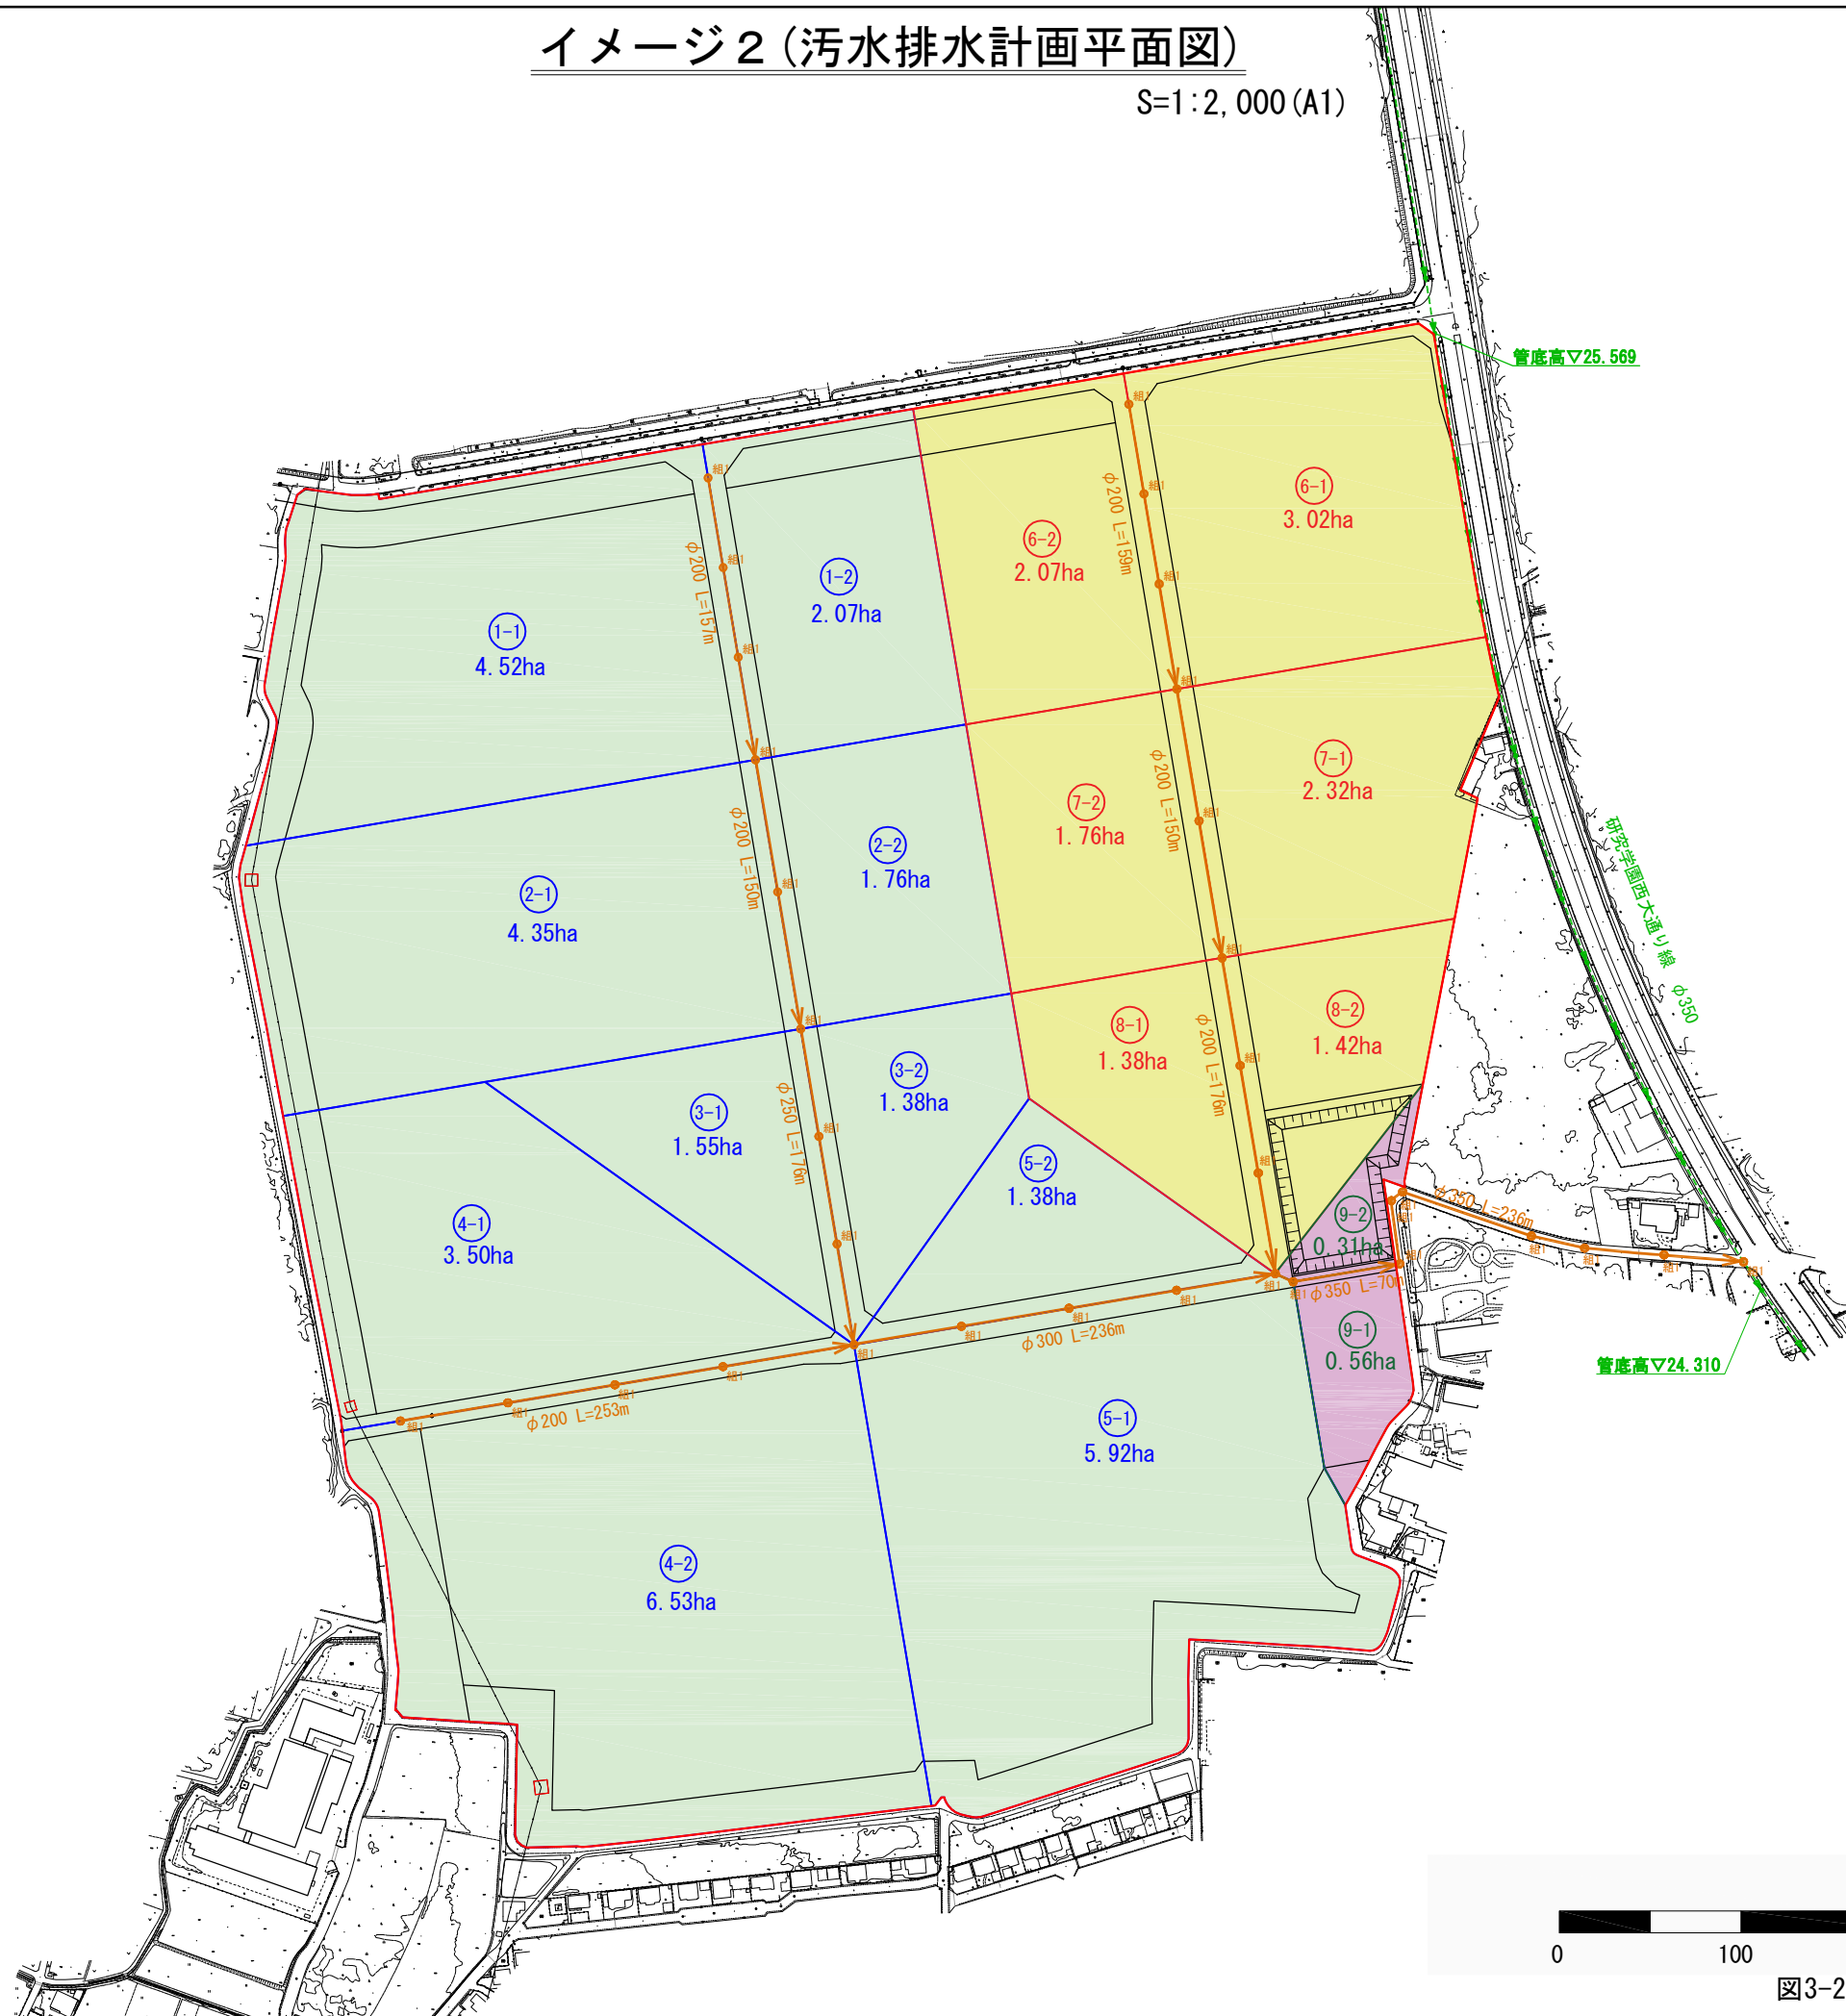 イメージ２(汚水排水計画平面図)
S=1:2,000(A1)
管底高▽25.569
6-1
3.02ha
6-2
2.07ha
φ200 L=159m
1-2
2.07ha
φ200 L=157m
1-1
4.52ha
7-1
2.32ha
7-2
1.76ha
φ200 L=150m
2-2
1.76ha
φ200 L=150m
2-1
4.35ha
研究学園西大通り線 φ350
8-2
1.42ha
8-1
1.38ha
φ200 L=176m
3-2
1.38ha
3-1
1.55ha
φ250 L=176m
5-2
1.38ha
4-1
3.50ha
φ350 L=236m
9-2
0.31ha
φ350 L=70m
φ300 L=236m
9-1
0.56ha
管底高▽24.310
φ200 L=253m
5-1
5.92ha
4-2
6.53ha
0 100
図3-2